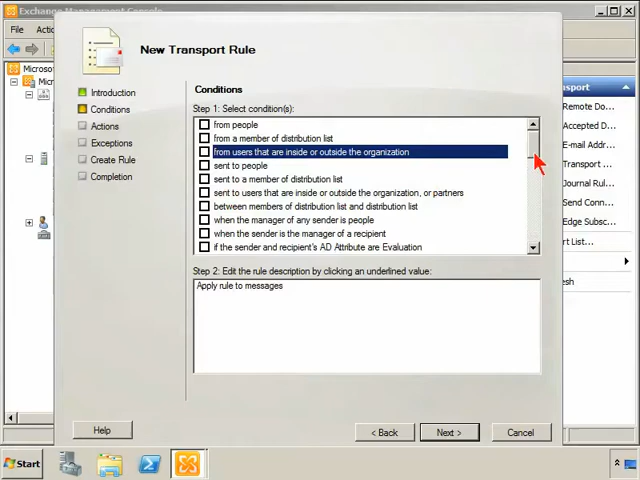 Exchange Management Console
File
Actio
Microso
Micr
New Transport Rule
Introduction
Conditions
Actions
Exceptions
Create Rule
Completion
Conditions
Step 1: Select condition(s):
from people
from a member of distribution list
from users that are inside or outside the organization
sent to people
sent to a member of distribution list
sent to users that are inside or outside the organization, or partners
between members of distribution list and distribution list
when the manager of any sender is people
when the sender is the manager of a recipient
if the sender and recipient's AD Attribute are Evaluation
Step 2: Edit the rule description by clicking an underlined value:
Apply rule to messages
Help
< Back
Next >
Cancel
nsport
Remote Do...
Accepted D...
E-mail Addr...
Transport ...
Journal Rul...
Send Conn...
Edge Subsc...
ort List...
esh
Start